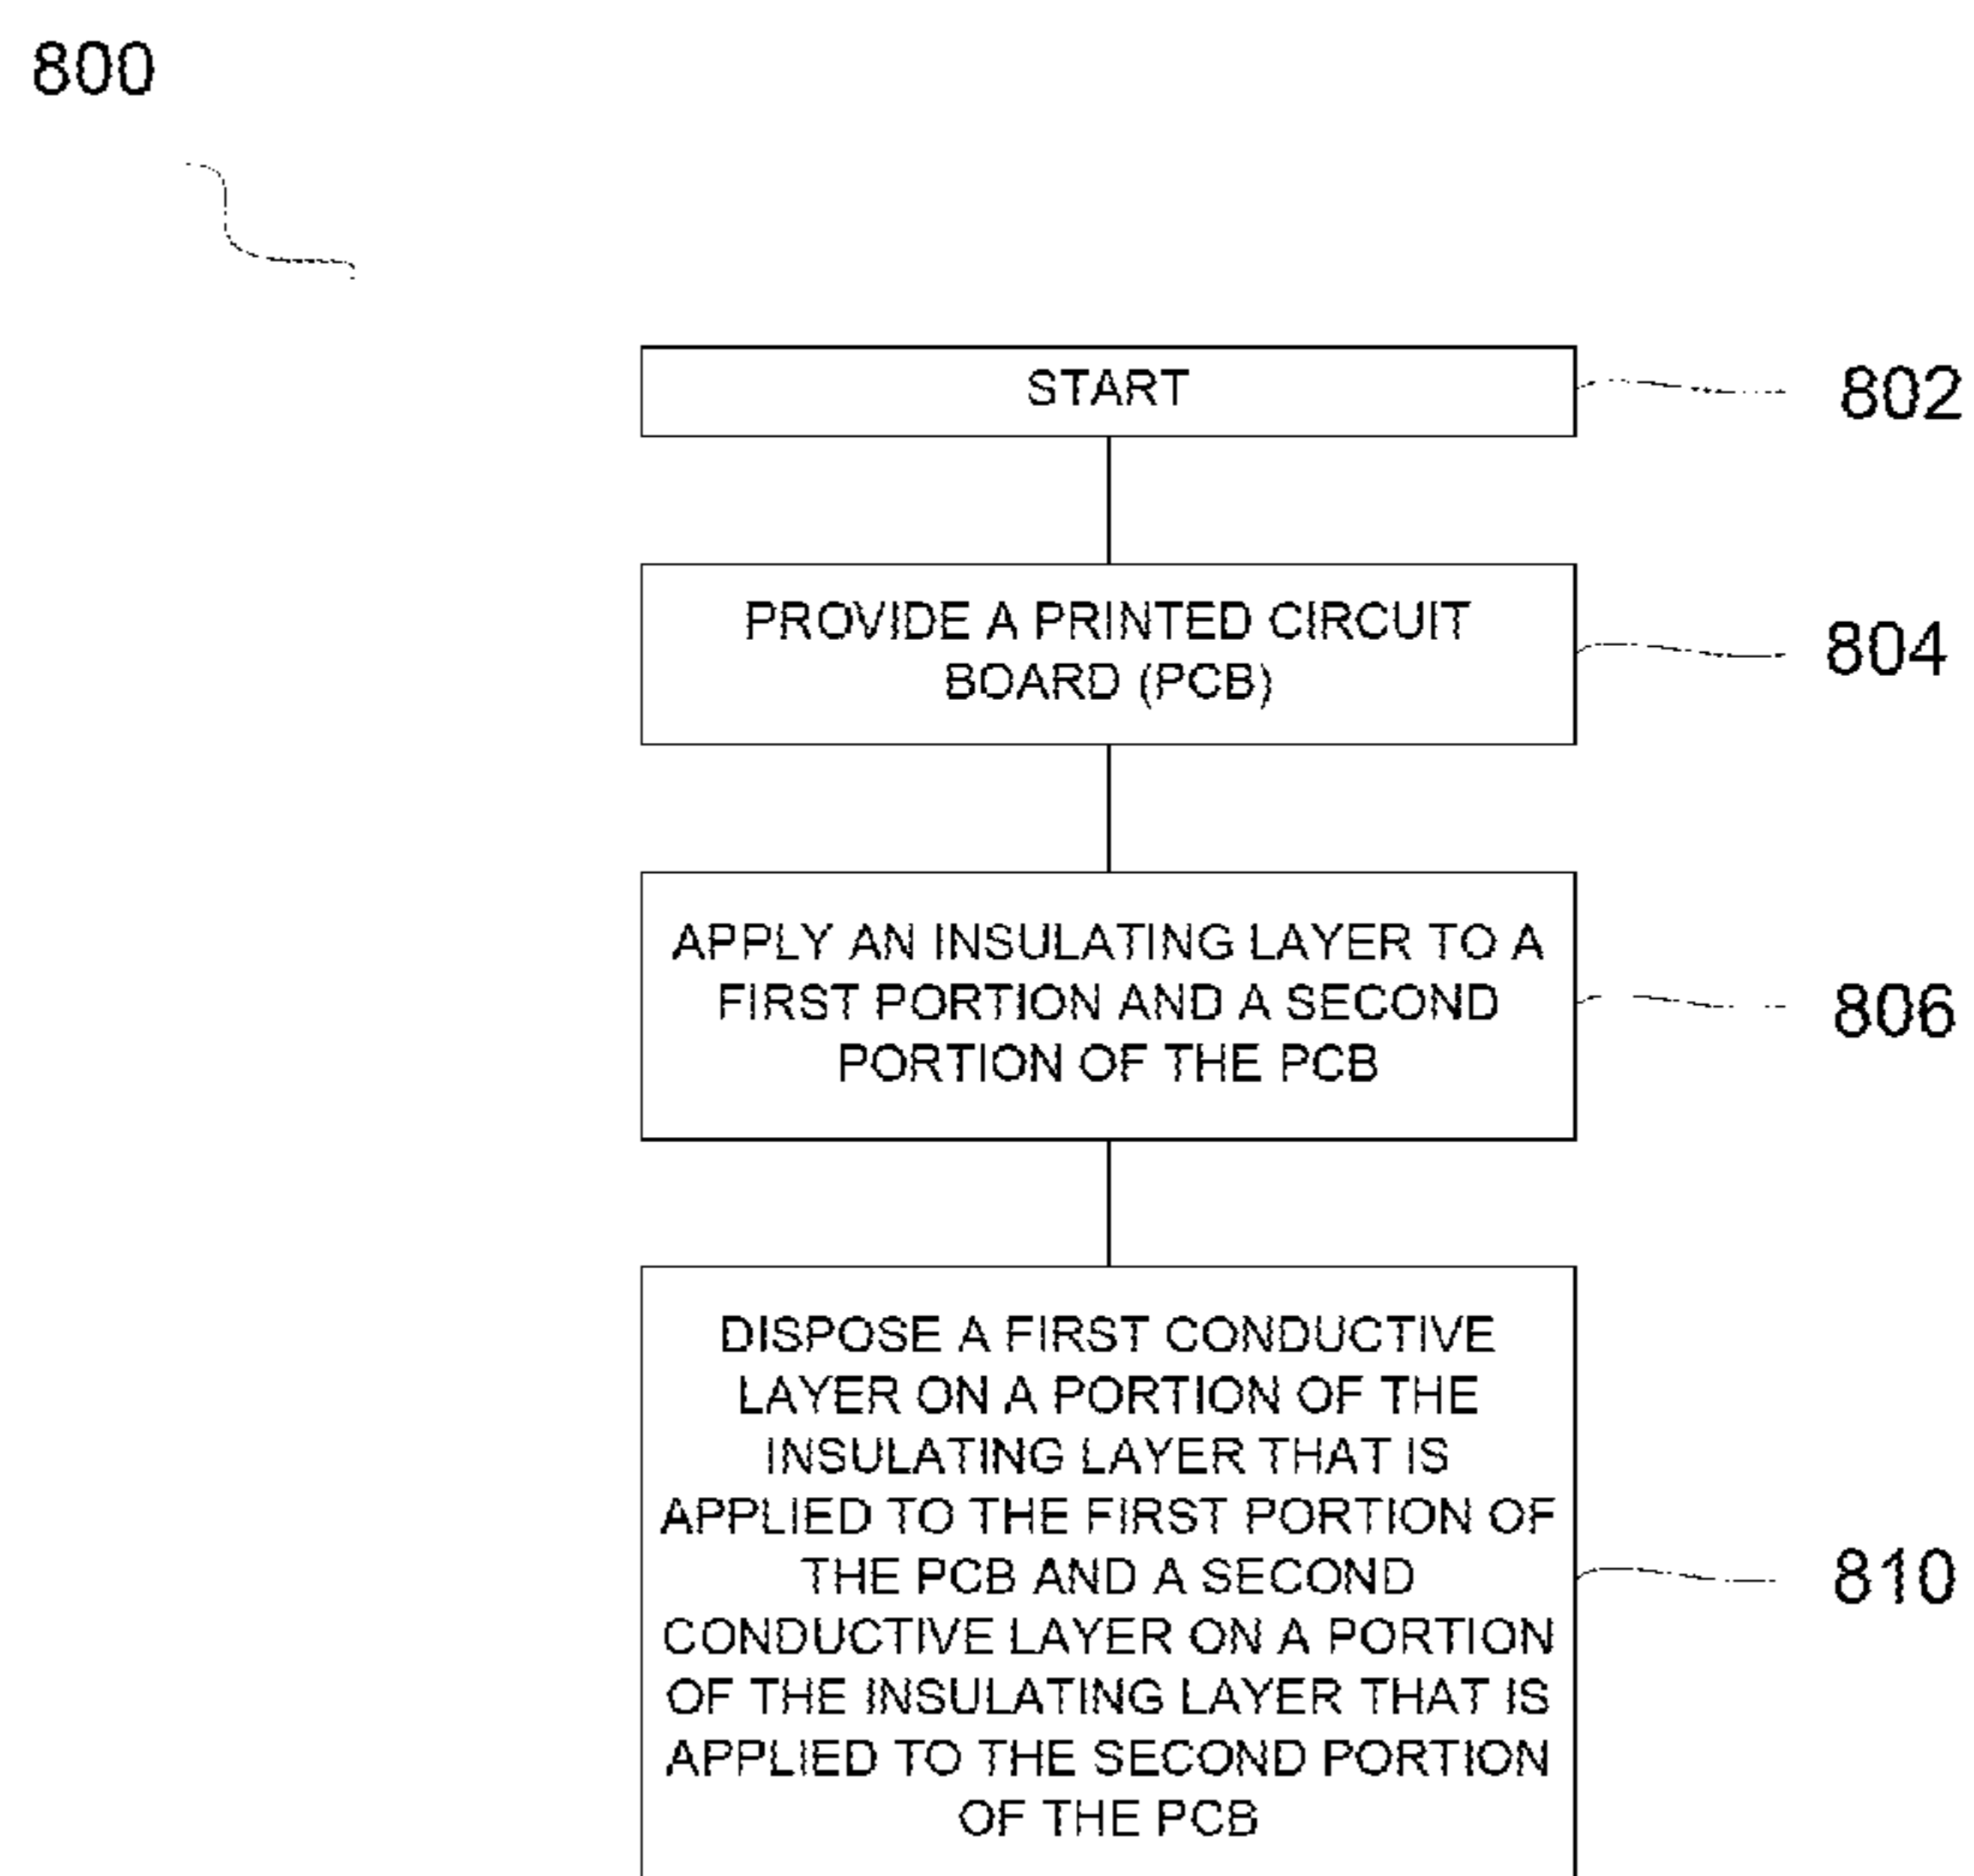 800
START
802
PROVIDE A PRINTED CIRCUIT
BOARD (PCB)
804
APPLY AN INSULATING LAYER TO A
FIRST PORTION AND A SECOND
PORTION OF THE PCB
806
DISPOSE A FIRST CONDUCTIVE
LAYER ON A PORTION OF THE
INSULATING LAYER THAT IS
APPLIED TO THE FIRST PORTION OF
THE PCB AND A SECOND
CONDUCTIVE LAYER ON A PORTION
OF THE INSULATING LAYER THAT IS
APPLIED TO THE SECOND PORTION
OF THE PCB
810